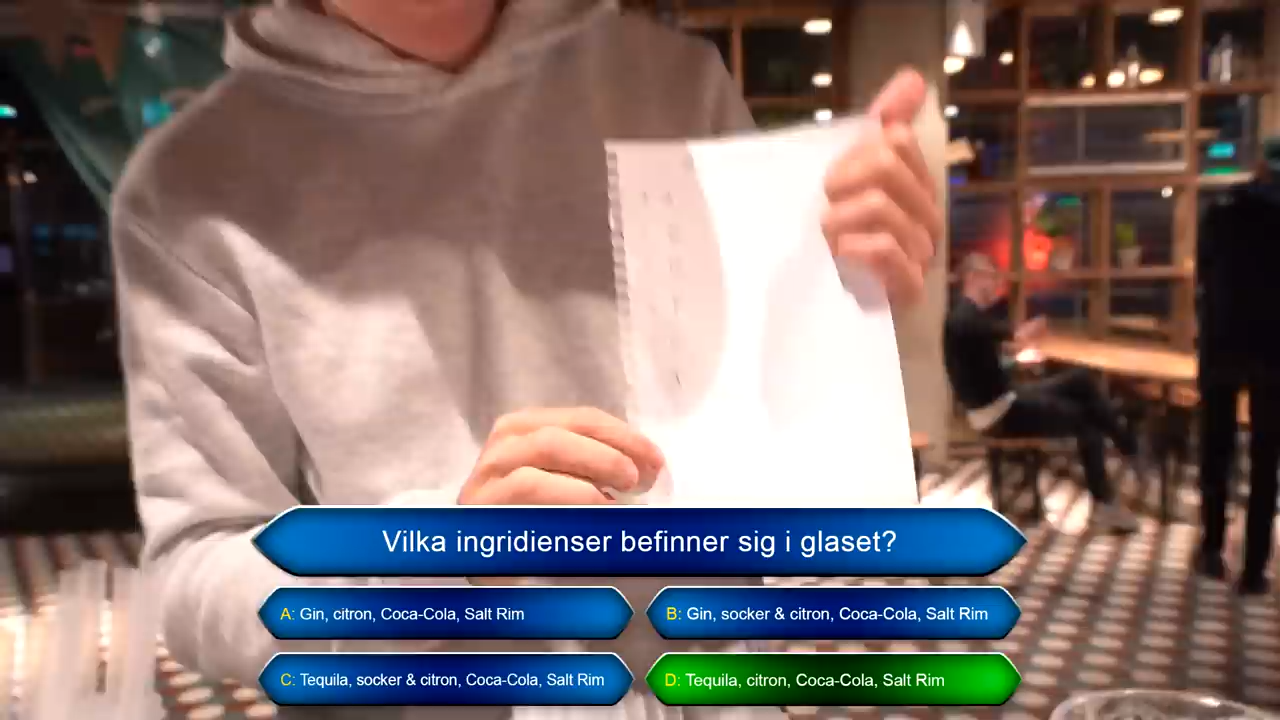 Vilka ingridienser befinner sig i glaset?
A: Gin, citron, Coca-Cola, Salt Rim
B: Gin, socker & citron, Coca-Cola, Salt Rim
C: Tequila, socker & citron, Coca-Cola, Salt Rim
D: Tequila, citron, Coca-Cola, Salt Rim